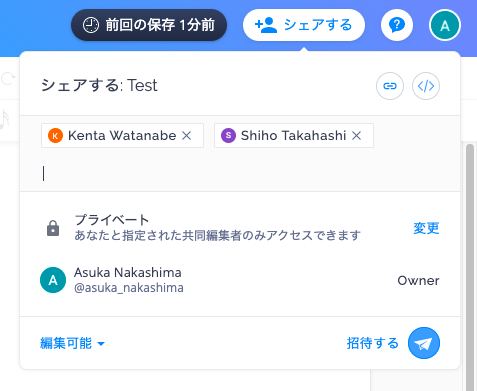 前回の保存 1分前
シェアする
?
A
シェアする: Test
</>
K Kenta Watanabe ×
S Shiho Takahashi ×
プライベート
あなたと指定された共同編集者のみアクセスできます
変更
A
Asuka Nakashima
@asuka_nakashima
Owner
編集可能
招待する